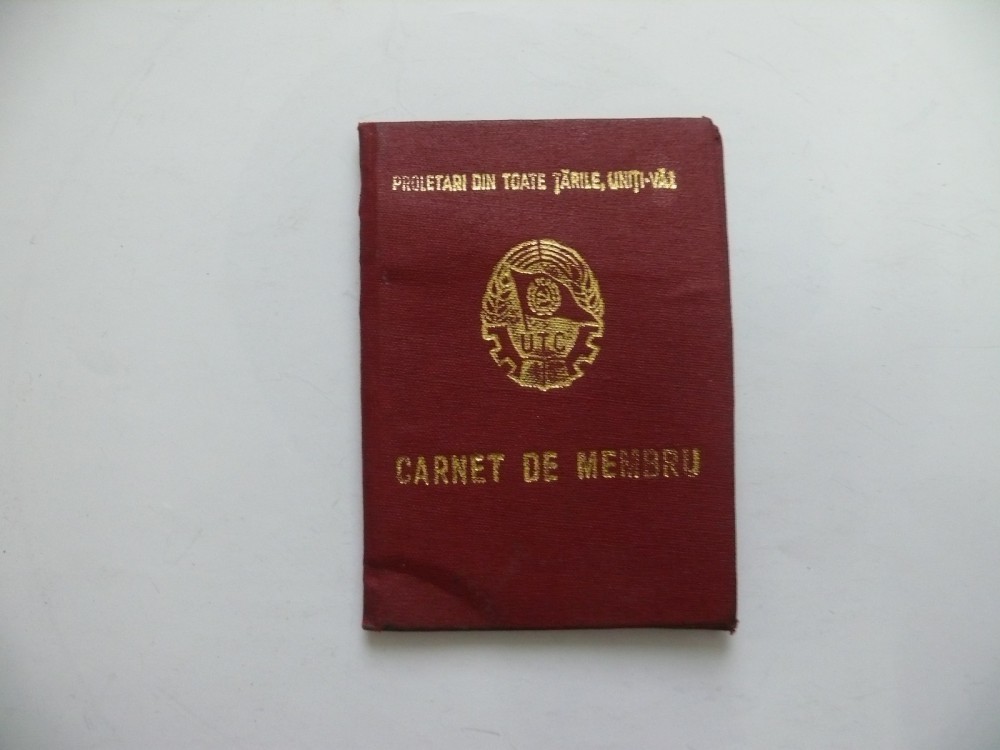 PROLETARI DIN TOATE ȚĂRILE, UNIȚI-VĂ!
UTC
CARNET DE MEMBRU